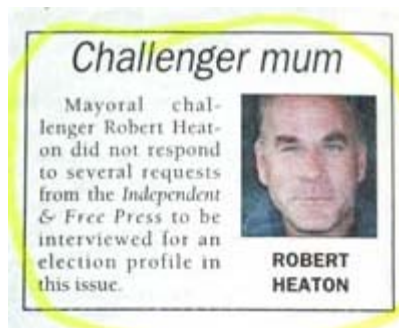 Challenger mum
Mayoral chal-
lenger Robert Heat-
on did not respond
to several requests
from the Independent
& Free Press to be
interviewed for an
election profile in
this issue.
ROBERT
HEATON